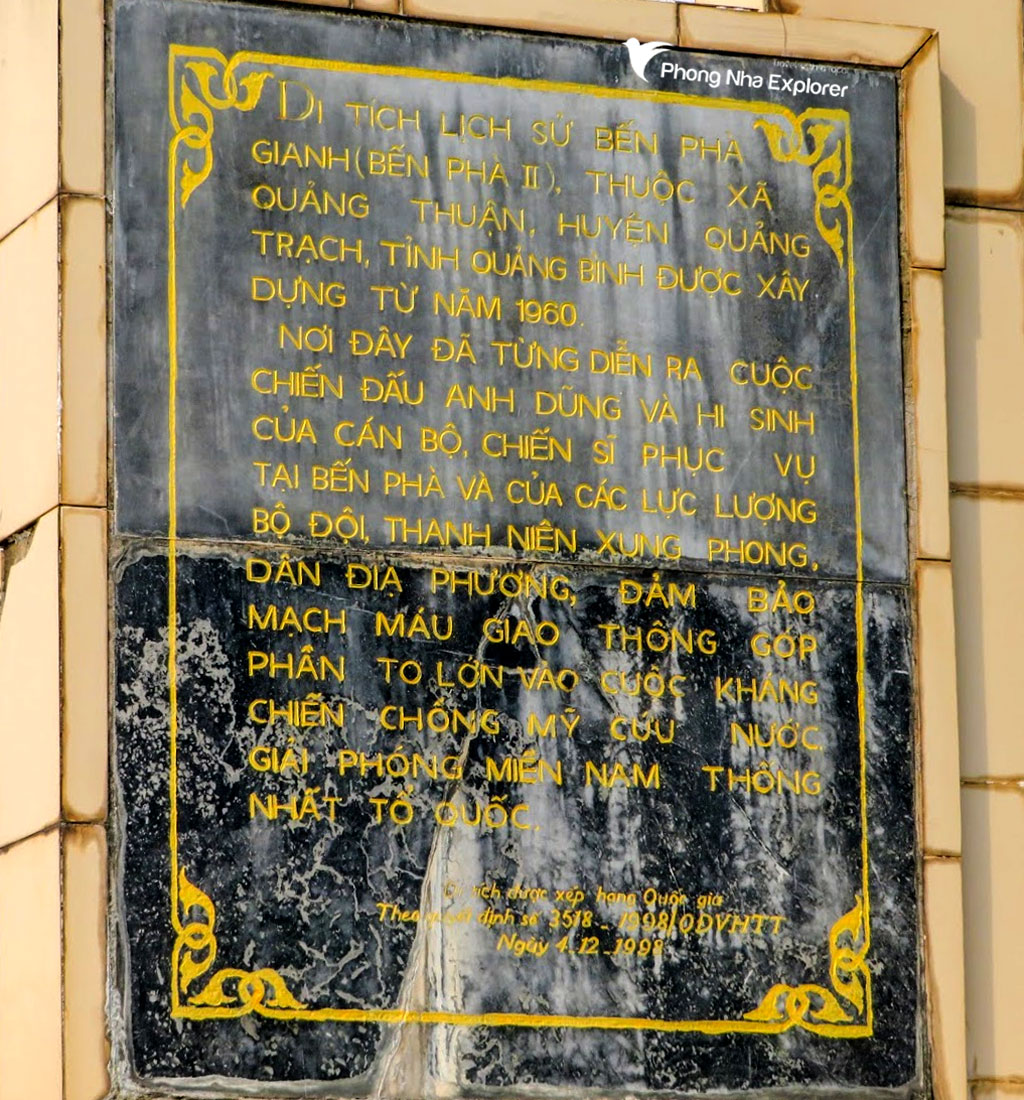 Phong Nha Explorer
DI TÍCH LỊCH SỬ BẾN PHÀ
GIANH (BẾN PHÀ II), THUỘC XÃ
QUẢNG THUẬN, HUYỆN QUẢNG
TRẠCH, TỈNH QUẢNG BÌNH ĐƯỢC XÂY
DỰNG TỪ NĂM 1960.
NƠI ĐÂY ĐÃ TỪNG DIỄN RA CUỘC
CHIẾN ĐẤU ANH DŨNG VÀ HI SINH
CỦA CÁN BỘ, CHIẾN SĨ PHỤC VỤ
TẠI BẾN PHÀ VÀ CỦA CÁC LỰC LƯỢNG
BỘ ĐỘI, THANH NIÊN XUNG PHONG,
DÂN ĐỊA PHƯƠNG, ĐẢM BẢO
MẠCH MÁU GIAO THÔNG GÓP
PHẦN TO LỚN VÀO CUỘC KHÁNG
CHIẾN CHỐNG MỸ CỨU NƯỚC,
GIẢI PHÓNG MIỀN NAM THỐNG
NHẤT TỔ QUỐC.
Di tích được xếp hạng Quốc gia
Theo quyết định số 3518 - 1998/QDVHTT
Ngày 4-12-1998